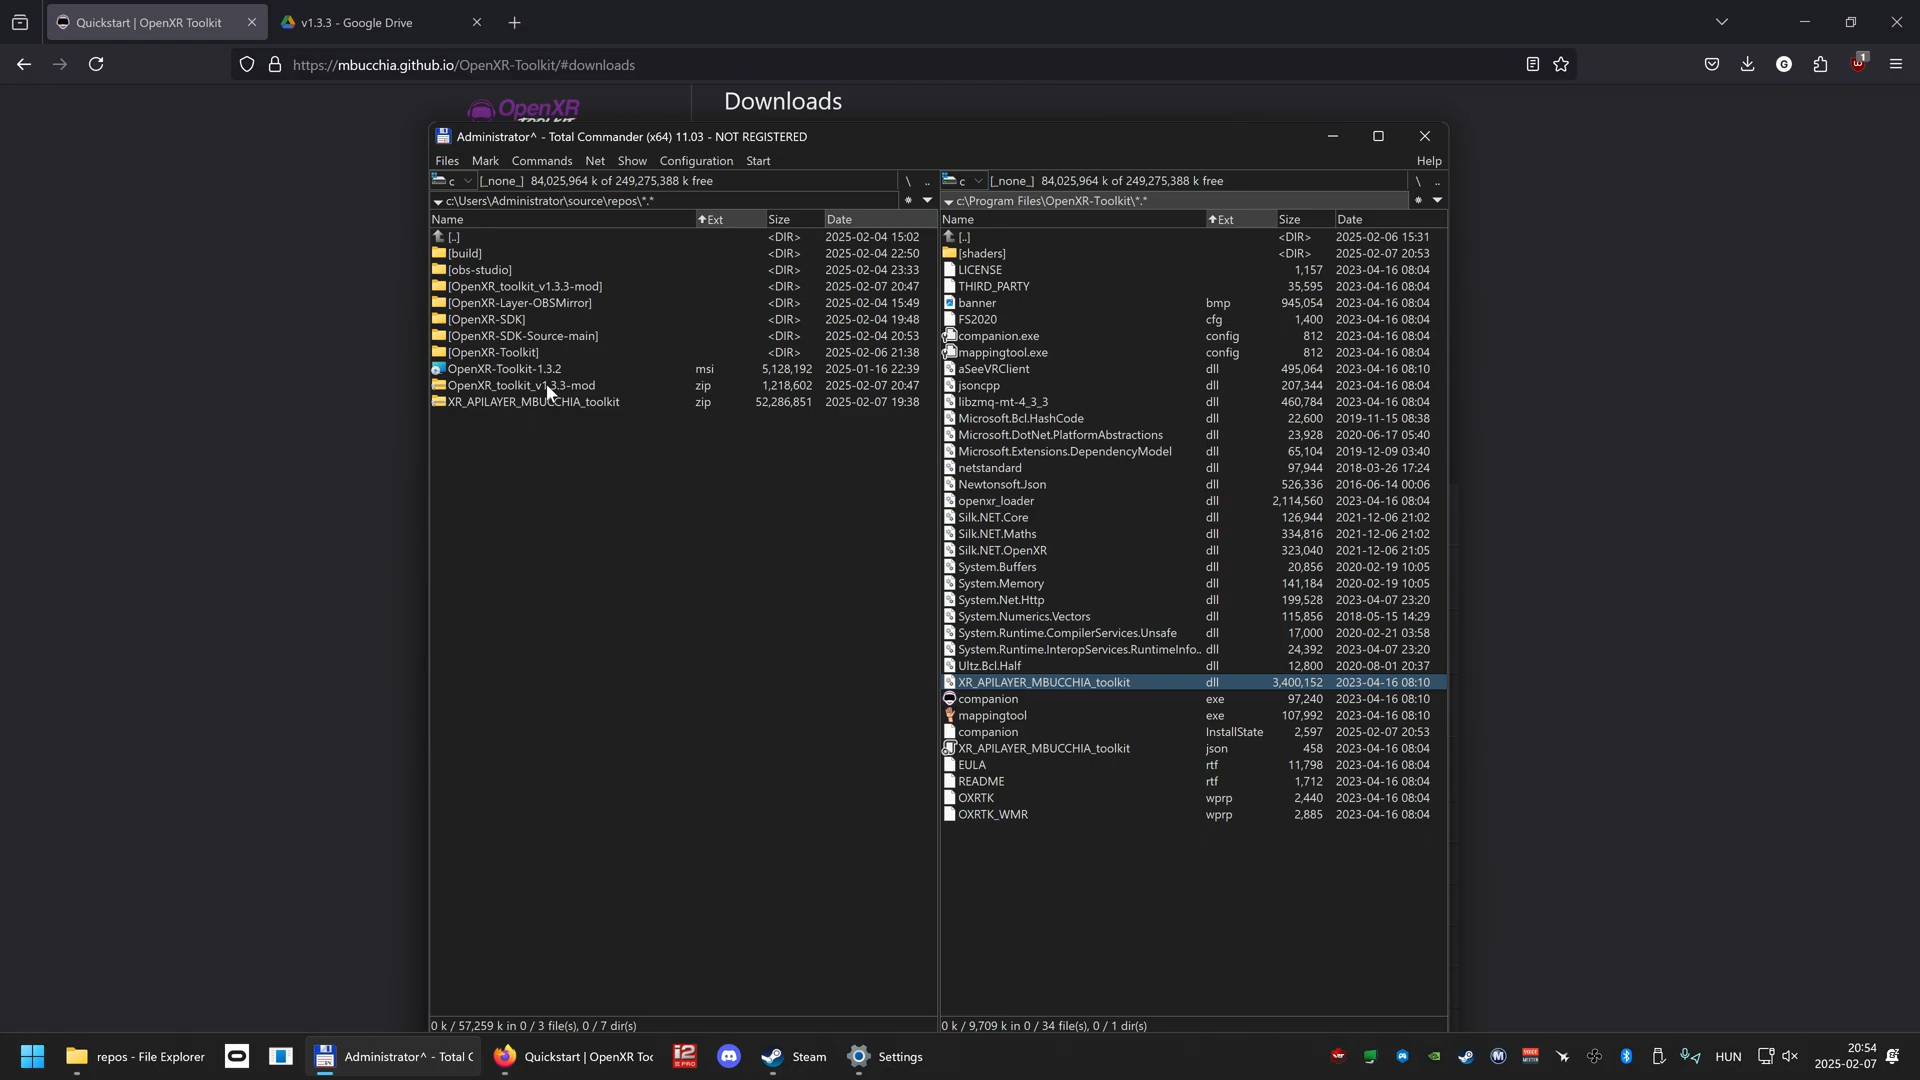 Quickstart | OpenXR Toolkit
v1.3.3 - Google Drive
https://mbucchia.github.io/OpenXR-Toolkit/#downloads
1
OpenXR
Downloads
Administrator^ - Total Commander (x64) 11.03 - NOT REGISTERED
Files Mark Commands Net Show Configuration Start Help
c [_none_] 84,025,964 k of 249,275,388 k free \ ..
c [_none_] 84,025,964 k of 249,275,388 k free \ ..
c:\Users\Administrator\source\repos\*.* *
c:\Program Files\OpenXR-Toolkit\*.* *
Name Ext Size Date
[..] <DIR> 2025-02-04 15:02
[build] <DIR> 2025-02-04 22:50
[obs-studio] <DIR> 2025-02-04 23:33
[OpenXR_toolkit_v1.3.3-mod] <DIR> 2025-02-07 20:47
[OpenXR-Layer-OBSMirror] <DIR> 2025-02-04 15:49
[OpenXR-SDK] <DIR> 2025-02-04 19:48
[OpenXR-SDK-Source-main] <DIR> 2025-02-04 20:53
[OpenXR-Toolkit] <DIR> 2025-02-06 21:38
OpenXR-Toolkit-1.3.2 msi 5,128,192 2025-01-16 22:39
OpenXR_toolkit_v1.3.3-mod zip 1,218,602 2025-02-07 20:47
XR_APILAYER_MBUCCHIA_toolkit zip 52,286,851 2025-02-07 19:38
0 k / 57,259 k in 0 / 3 file(s), 0 / 7 dir(s)
Name Ext Size Date
[..] <DIR> 2025-02-06 15:31
[shaders] <DIR> 2025-02-07 20:53
LICENSE 1,157 2023-04-16 08:04
THIRD_PARTY 35,595 2023-04-16 08:04
banner bmp 945,054 2023-04-16 08:04
FS2020 cfg 1,400 2023-04-16 08:04
companion.exe config 812 2023-04-16 08:04
mappingtool.exe config 812 2023-04-16 08:04
aSeeVRClient dll 495,064 2023-04-16 08:10
jsoncpp dll 207,344 2023-04-16 08:04
libzmq-mt-4_3_3 dll 460,784 2023-04-16 08:04
Microsoft.Bcl.HashCode dll 22,600 2019-11-15 08:38
Microsoft.DotNet.PlatformAbstractions dll 23,928 2020-06-17 05:40
Microsoft.Extensions.DependencyModel dll 65,104 2019-12-09 03:40
netstandard dll 97,944 2018-03-26 17:24
Newtonsoft.Json dll 526,336 2016-06-14 00:06
openxr_loader dll 2,114,560 2023-04-16 08:04
Silk.NET.Core dll 126,944 2021-12-06 21:02
Silk.NET.Maths dll 334,816 2021-12-06 21:02
Silk.NET.OpenXR dll 323,040 2021-12-06 21:05
System.Buffers dll 20,856 2020-02-19 10:05
System.Memory dll 141,184 2020-02-19 10:05
System.Net.Http dll 199,528 2023-04-07 23:20
System.Numerics.Vectors dll 115,856 2018-05-15 14:29
System.Runtime.CompilerServices.Unsafe dll 17,000 2020-02-21 03:58
System.Runtime.InteropServices.RuntimeInfo.. dll 24,392 2023-04-07 23:20
Ultz.Bcl.Half dll 12,800 2020-08-01 20:37
XR_APILAYER_MBUCCHIA_toolkit dll 3,400,152 2023-04-16 08:10
companion exe 97,240 2023-04-16 08:10
mappingtool exe 107,992 2023-04-16 08:10
companion InstallState 2,597 2025-02-07 20:53
XR_APILAYER_MBUCCHIA_toolkit json 458 2023-04-16 08:04
EULA rtf 11,798 2023-04-16 08:04
README rtf 1,712 2023-04-16 08:04
OXRTK wprp 2,440 2023-04-16 08:04
OXRTK_WMR wprp 2,885 2023-04-16 08:04
0 k / 9,709 k in 0 / 34 file(s), 0 / 1 dir(s)
repos - File Explorer
Administrator^ - Total C
Quickstart | OpenXR Too
Steam
Settings
HUN
20:54
2025-02-07